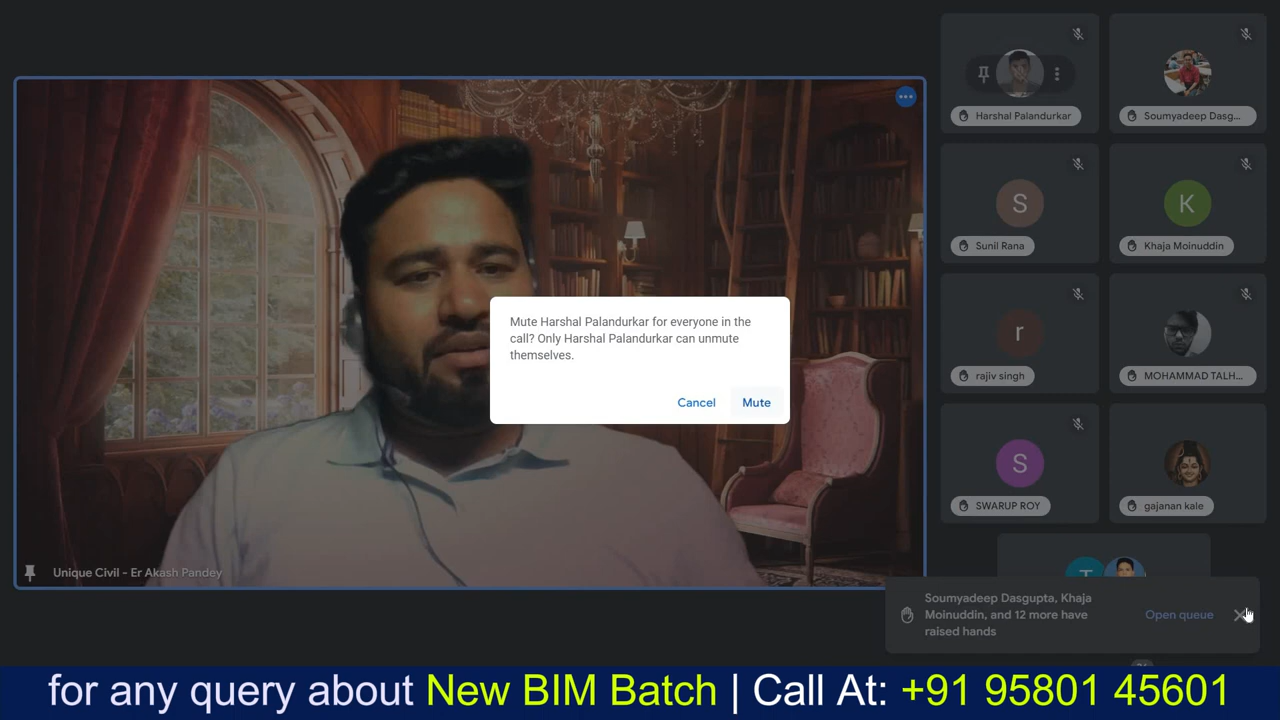 Harshal Palandurkar
Soumyadeep Dasg...
S
Sunil Rana
K
Khaja Moinuddin
r
rajiv singh
MOHAMMAD TALH...
S
SWARUP ROY
gajanan kale
Mute Harshal Palandurkar for everyone in the
call? Only Harshal Palandurkar can unmute
themselves.
Cancel Mute
Unique Civil - Er Akash Pandey
T
Soumyadeep Dasgupta, Khaja
Moinuddin, and 12 more have
raised hands
Open queue
for any query about New BIM Batch | Call At: +91 95801 45601